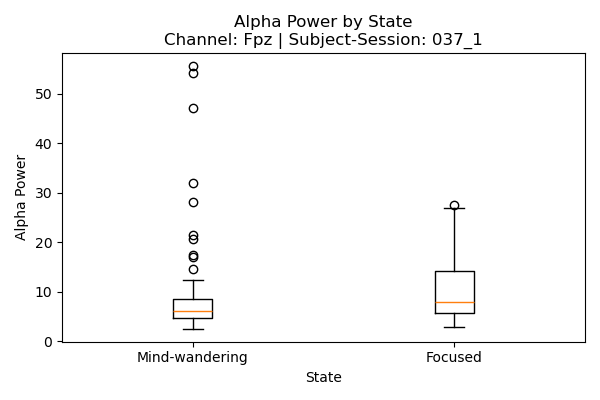 Alpha Power by State
Channel: Fpz | Subject-Session: 037_1
Alpha Power
50
40
30
20
10
0
Mind-wandering
Focused
State